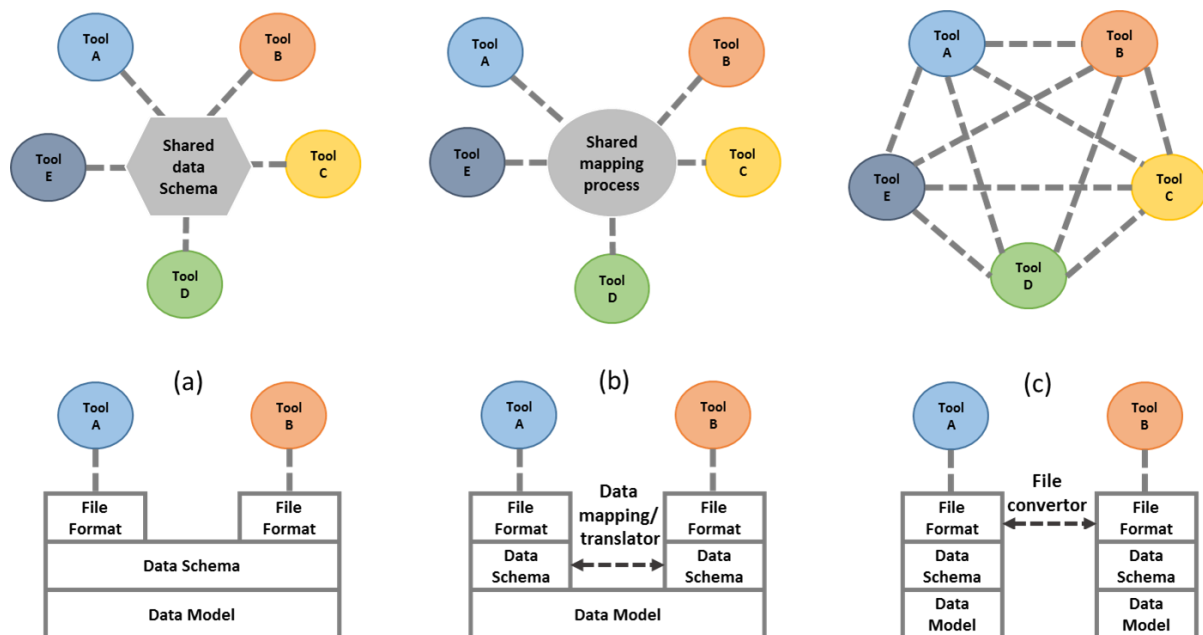 Tool
A
Tool
B
Shared
data
Schema
Tool
E
Tool
C
Tool
D
Tool
A
Tool
B
Shared
mapping
process
Tool
E
Tool
C
Tool
D
Tool
A
Tool
B
Tool
E
Tool
C
Tool
D
(a)
(b)
(c)
Tool
A
Tool
B
File
Format
File
Format
Data Schema
Data Model
Tool
A
Tool
B
File
Format
Data
mapping/
translator
File
Format
Data
Schema
Data
Schema
Data Model
Tool
A
Tool
B
File
convertor
File
Format
File
Format
Data
Schema
Data
Schema
Data
Model
Data
Model